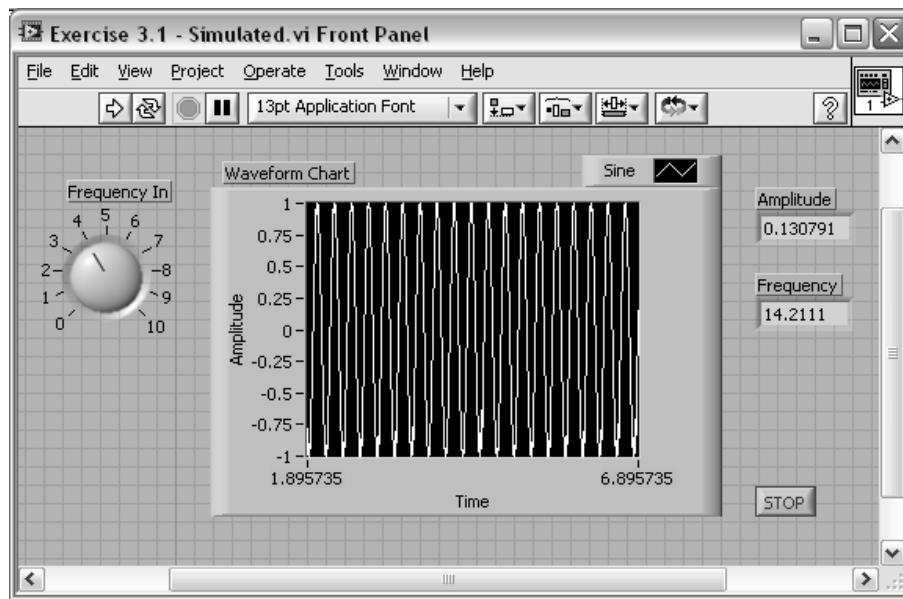 Exercise 3.1 - Simulated.vi Front Panel
File Edit View Project Operate Tools Window Help
13pt Application Font
?
1
Frequency In
0 1 2 3 4 5 6 7 8 9 10
Waveform Chart
Sine
Amplitude
1
0.75
0.5
0.25
0
-0.25
-0.5
-0.75
-1
1.895735 6.895735
Time
Amplitude
0.130791
Frequency
14.2111
STOP